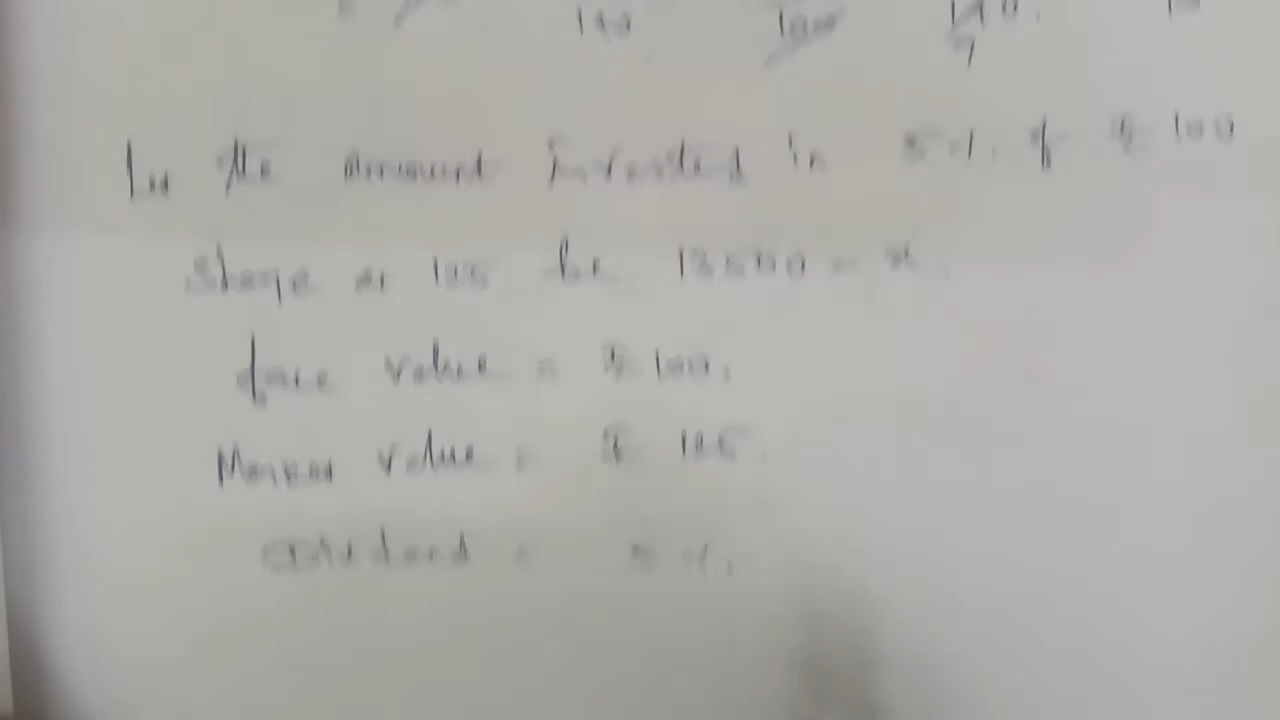 Let the amount Invested in 5%. of ₹ 100
Share at 125 be 13500 - x.
face value = ₹ 100.
Market value = ₹ 125.
Dividend = 5%.